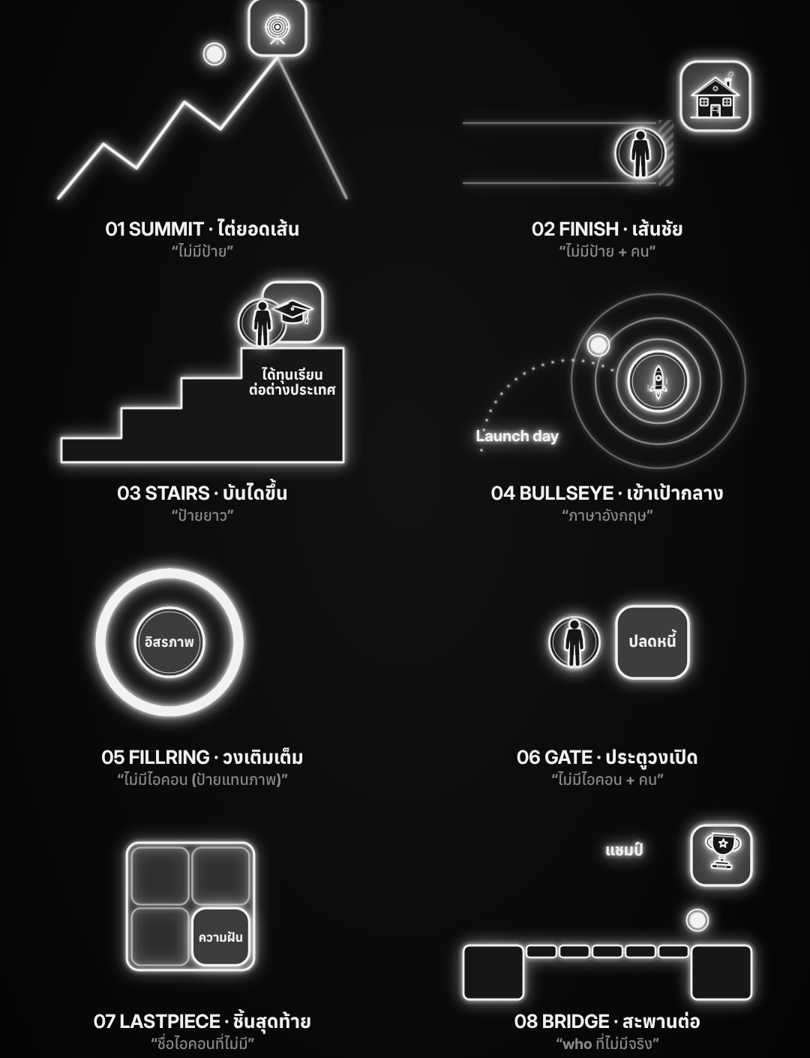 01 SUMMIT · ไต่ยอดเส้น
“ไม่มีป้าย”
02 FINISH · เส้นชัย
“ไม่มีป้าย + คน”
ได้ทุนเรียน
ต่อต่างประเทศ
03 STAIRS · บันไดขึ้น
“ป้ายยาว”
Launch day
04 BULLSEYE · เข้าเป้ากลาง
“ภาษาอังกฤษ”
อิสรภาพ
05 FILLRING · วงเติมเต็ม
“ไม่มีไอคอน (ป้ายแทนภาพ)”
ปลดหนี้
06 GATE · ประตูวงเปิด
“ไม่มีไอคอน + คน”
ความฝัน
07 LASTPIECE · ชิ้นสุดท้าย
“ชื่อไอคอนที่ไม่มี”
แชมป์
08 BRIDGE · สะพานต่อ
“who ที่ไม่มีจริง”